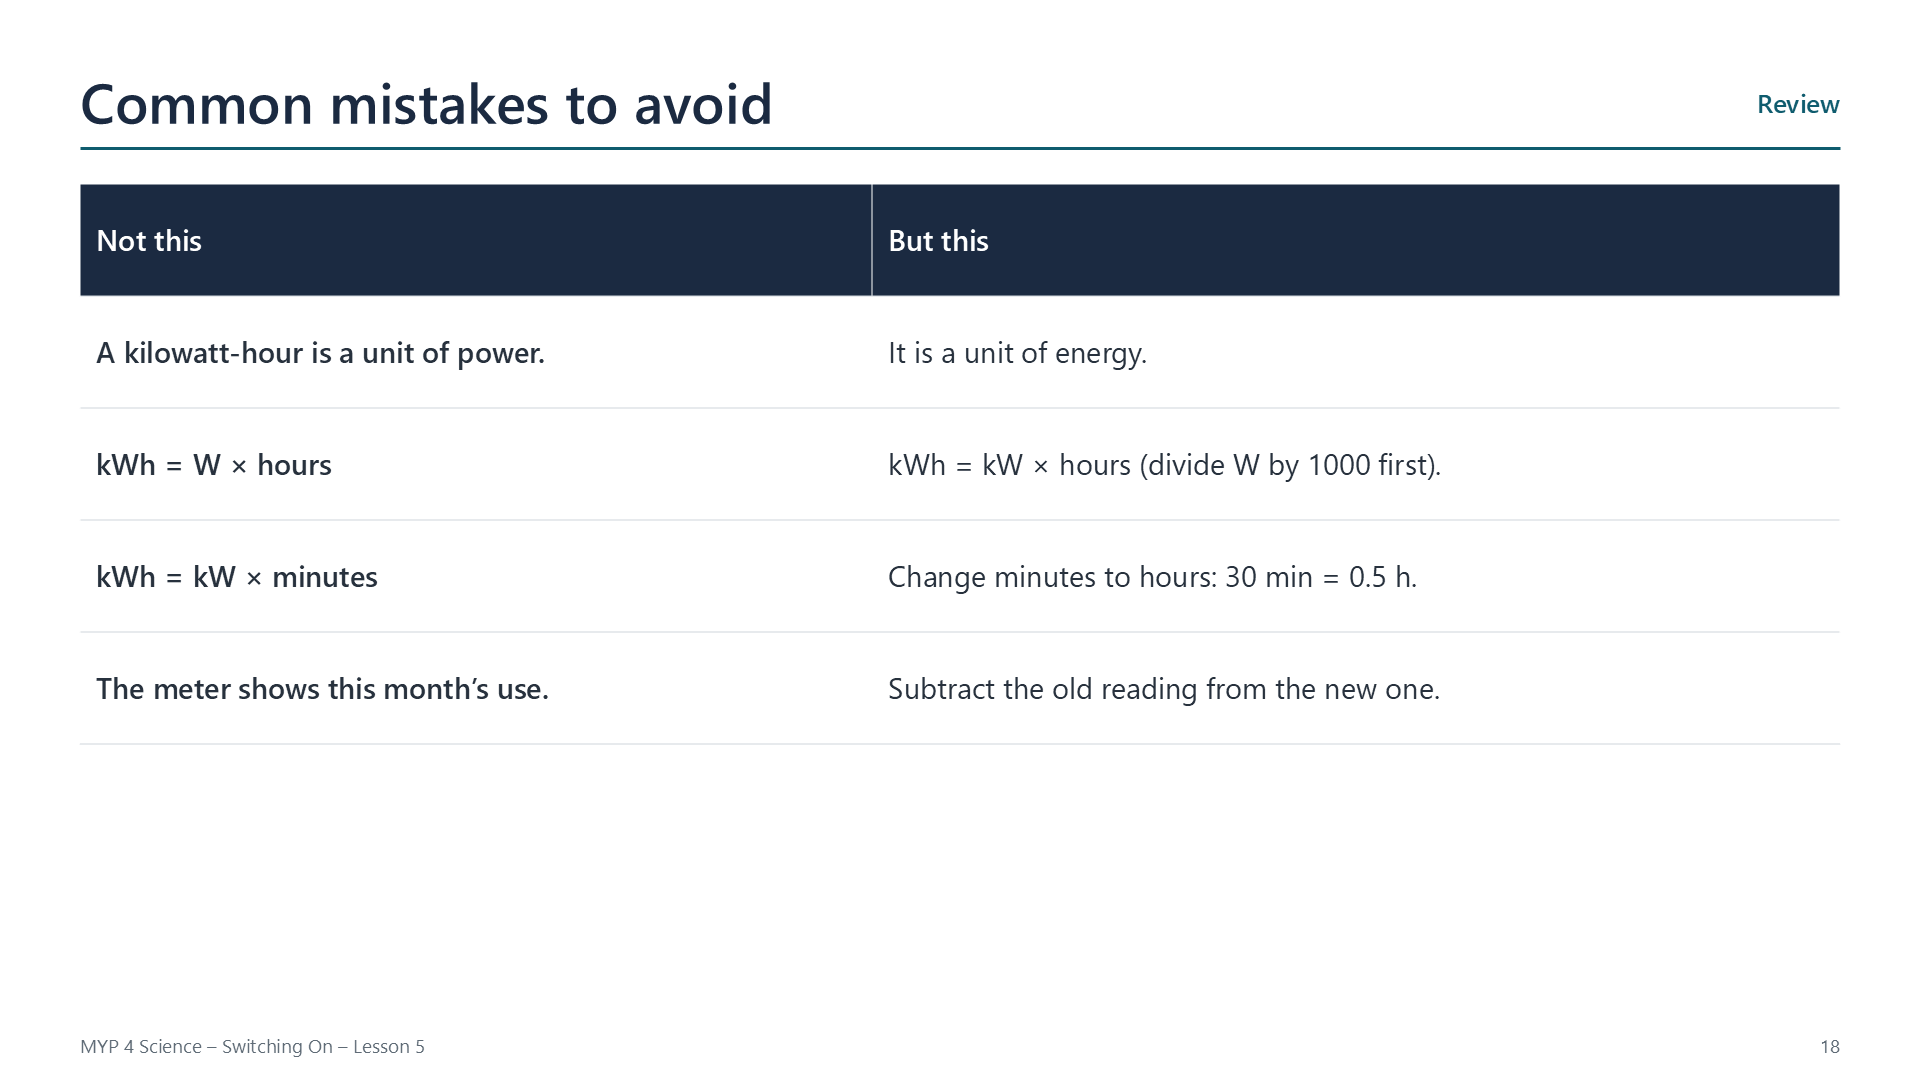 Common mistakes to avoid
Review
Not this
But this
A kilowatt-hour is a unit of power.
It is a unit of energy.
kWh = W × hours
kWh = kW × hours (divide W by 1000 first).
kWh = kW × minutes
Change minutes to hours: 30 min = 0.5 h.
The meter shows this month’s use.
Subtract the old reading from the new one.
MYP 4 Science – Switching On – Lesson 5
18